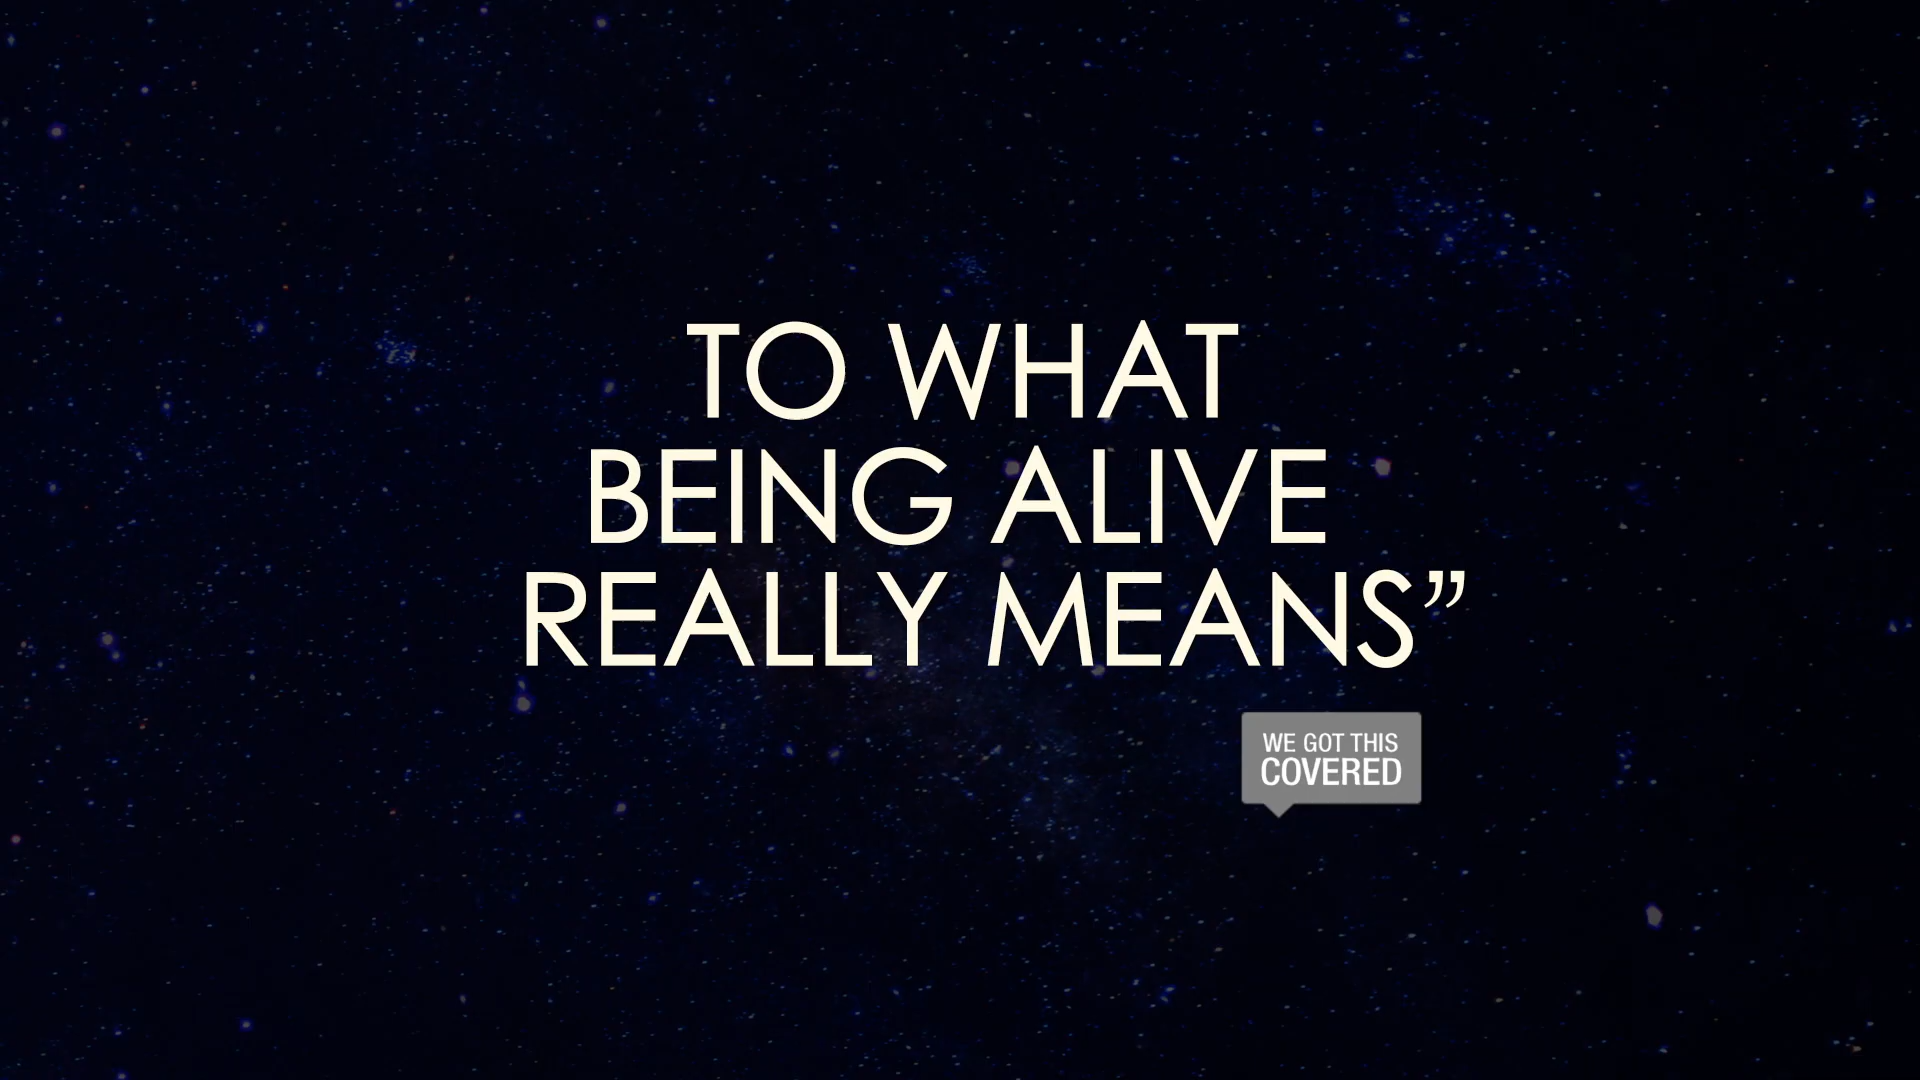 TO WHAT
BEING ALIVE
REALLY MEANS”
WE GOT THIS
COVERED